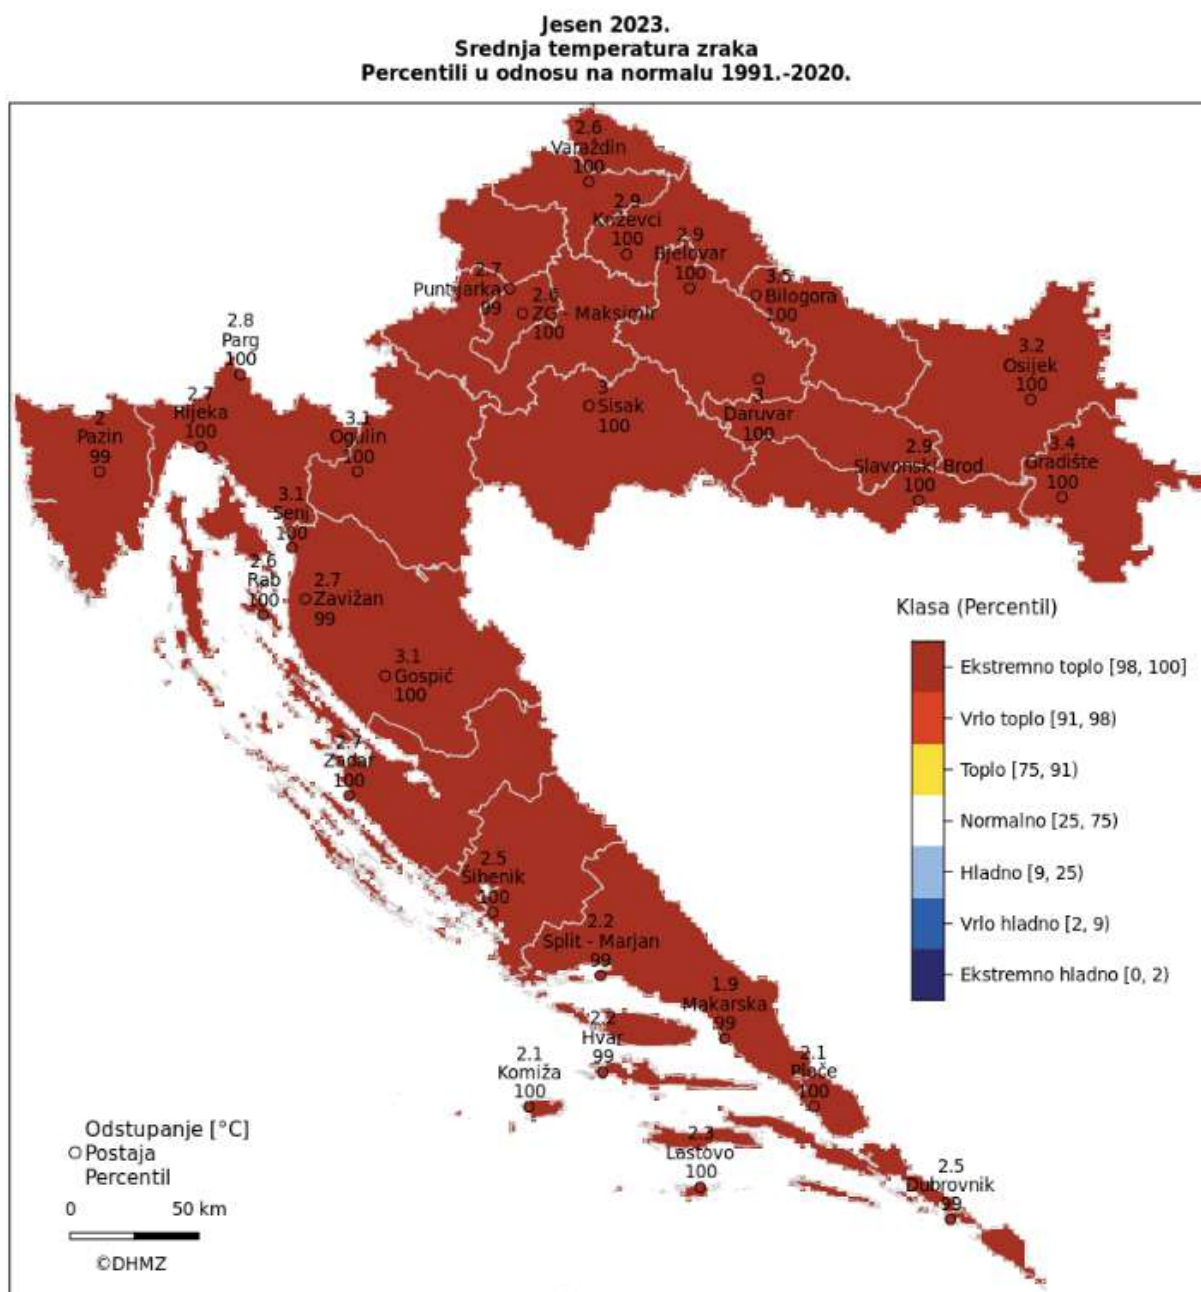 Jesen 2023.
Srednja temperatura zraka
Percentili u odnosu na normalu 1991.-2020.
2.6
Varaždin
100
2.9
Križevci
100
2.9
Bjelovar
100
2.7
Puntijarka
99
2.6
ZG - Maksimir
100
3.5
Bilogora
100
2.8
Parg
100
3.2
Osijek
100
2.7
Rijeka
100
3
Sisak
100
3
Daruvar
100
2
Pazin
99
3.1
Ogulin
100
2.9
Slavonski Brod
100
3.4
Gradište
100
3.1
Senj
100
2.6
Rab
100
2.7
Zavižan
99
3.1
Gospić
100
2.7
Zadar
100
2.5
Šibenik
100
2.2
Split - Marjan
99
1.9
Makarska
99
2.2
Hvar
99
2.1
Komiža
100
2.1
Ploče
100
2.3
Lastovo
100
2.5
Dubrovnik
99
Klasa (Percentil)
Ekstremno toplo [98, 100]
Vrlo toplo [91, 98)
Toplo [75, 91)
Normalno [25, 75)
Hladno [9, 25)
Vrlo hladno [2, 9)
Ekstremno hladno [0, 2)
Odstupanje [°C]
Postaja
Percentil
0 50 km
©DHMZ